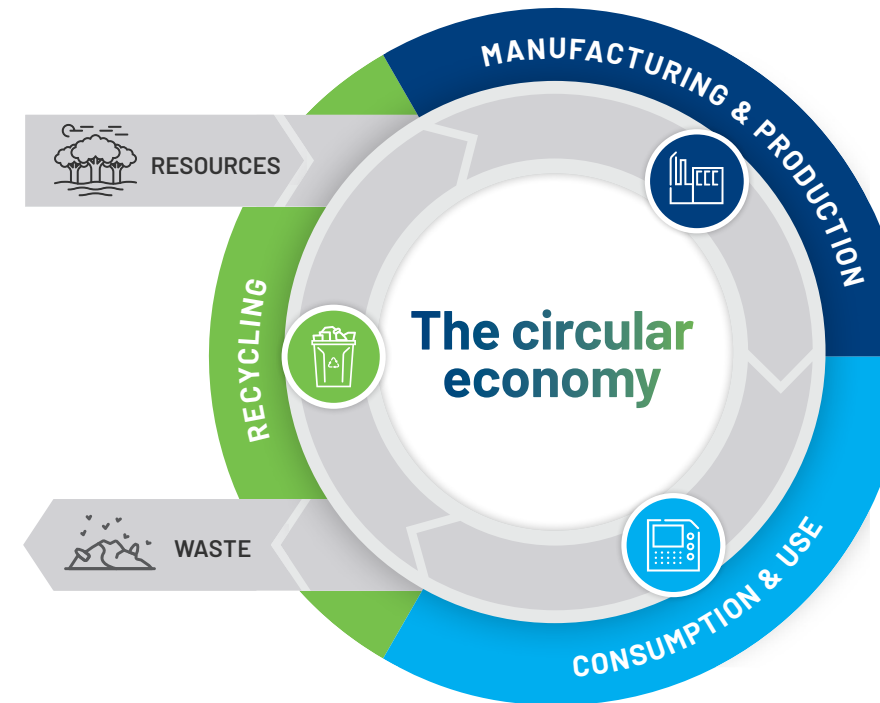 MANUFACTURING & PRODUCTION
RESOURCES
RECYCLING
The circular
economy
WASTE
CONSUMPTION & USE